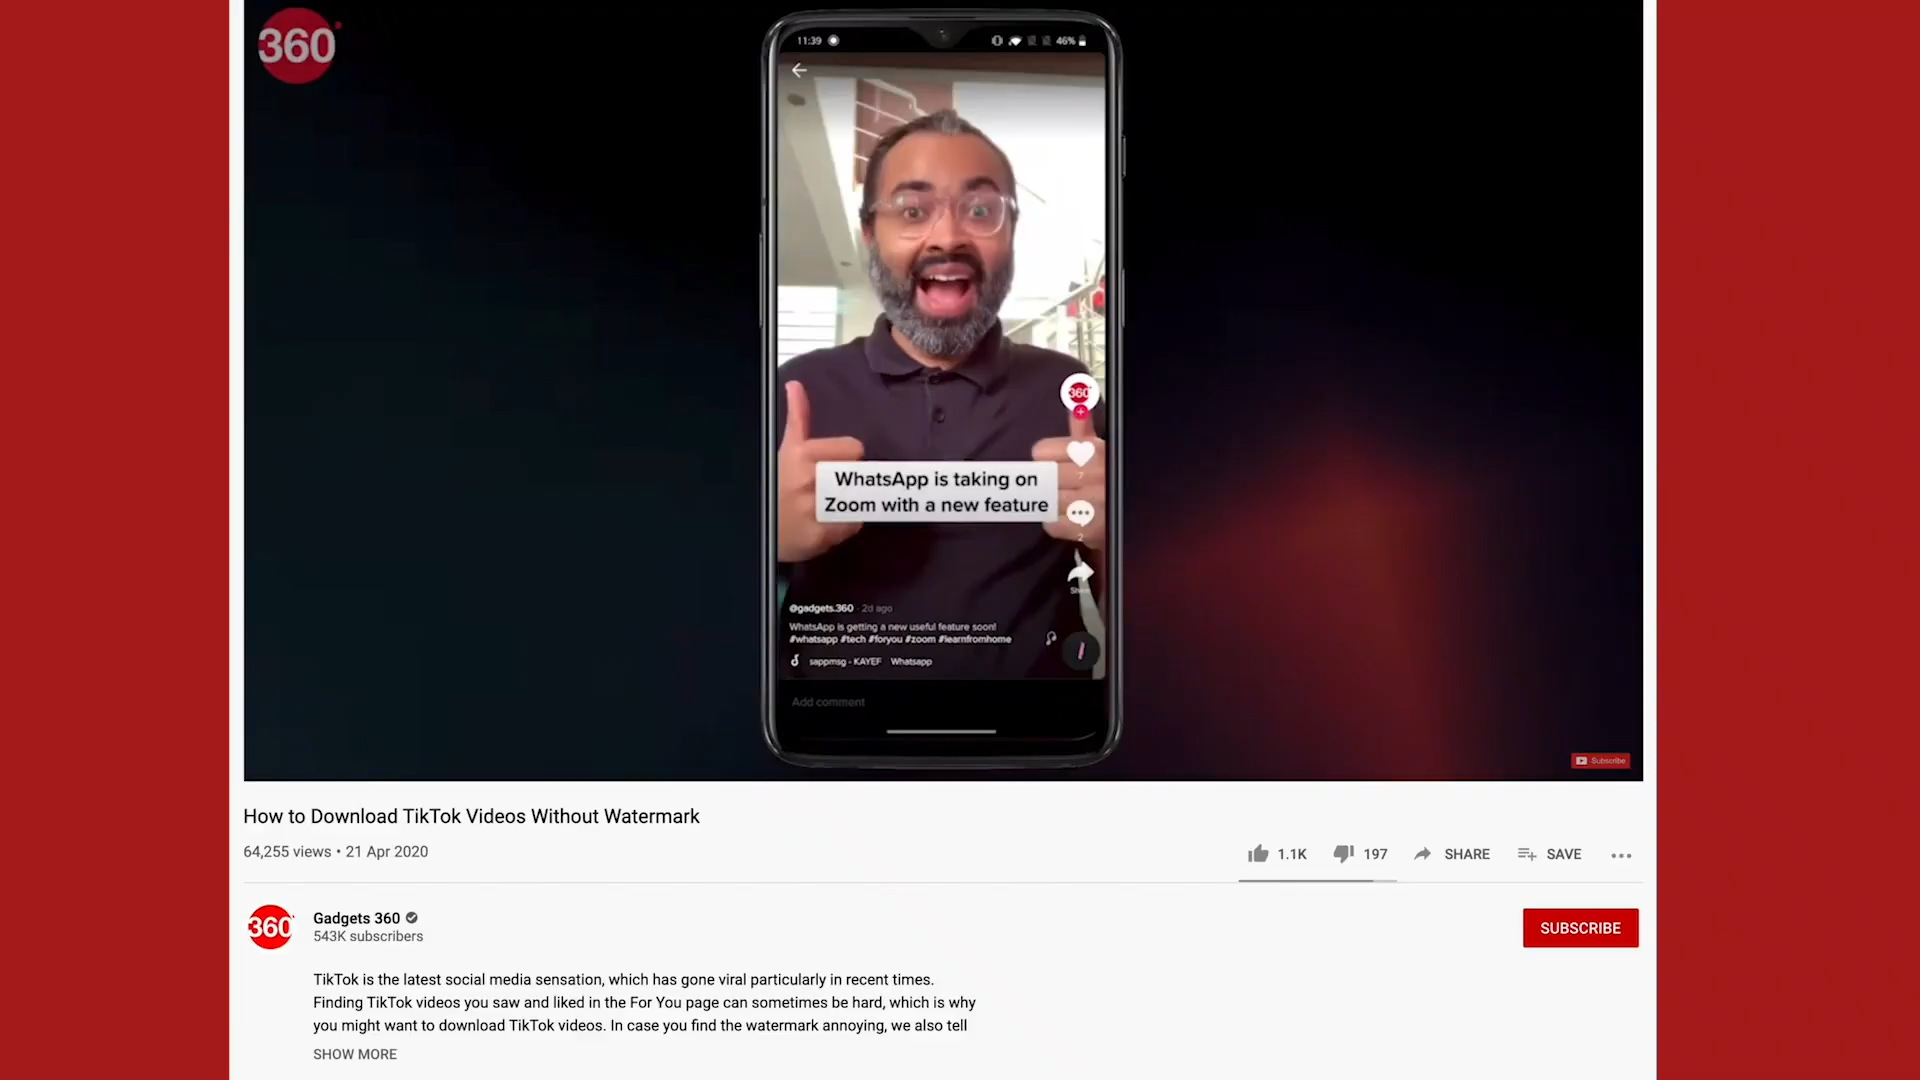 360
11:39
46%
360
7
WhatsApp is taking on
Zoom with a new feature
2
Share
@gadgets.360 · 2d ago
WhatsApp is getting a new useful feature soon!
#whatsapp #tech #foryou #zoom #learnfromhome
sappmsg - KAYEF Whatsapp
Add comment
Subscribe
How to Download TikTok Videos Without Watermark
64,255 views • 21 Apr 2020
1.1K 197 SHARE SAVE
360
Gadgets 360
543K subscribers
SUBSCRIBE
TikTok is the latest social media sensation, which has gone viral particularly in recent times.
Finding TikTok videos you saw and liked in the For You page can sometimes be hard, which is why
you might want to download TikTok videos. In case you find the watermark annoying, we also tell
SHOW MORE